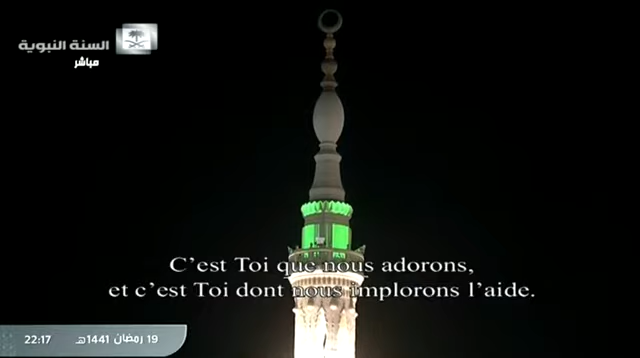 السنة النبوية
مباشر
C'est Toi que nous adorons,
et c'est Toi dont nous implorons l'aide.
22:17 19 رمضان 1441هـ